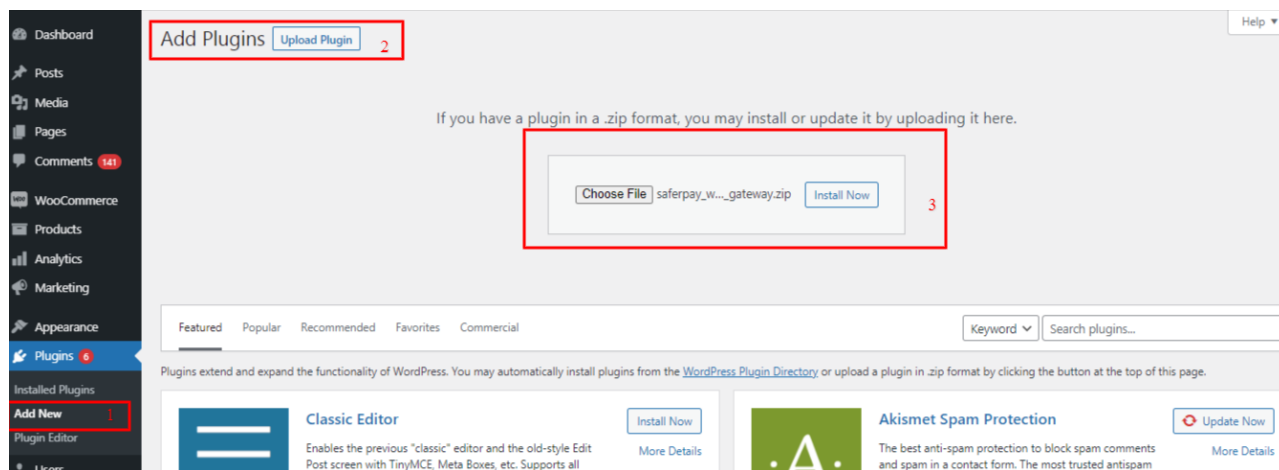 Dashboard
Posts
Media
Pages
Comments 141
WooCommerce
Products
Analytics
Marketing
Appearance
Plugins 6
Installed Plugins
Add New 1
Plugin Editor
Users
Help
Add Plugins Upload Plugin 2
If you have a plugin in a .zip format, you may install or update it by uploading it here.
Choose File saferpay_w..._gateway.zip Install Now 3
Featured Popular Recommended Favorites Commercial Keyword Search plugins...
Plugins extend and expand the functionality of WordPress. You may automatically install plugins from the WordPress Plugin Directory or upload a plugin in .zip format by clicking the button at the top of this page.
Classic Editor Install Now
Enables the previous "classic" editor and the old-style Edit More Details
Post screen with TinyMCE, Meta Boxes, etc. Supports all
Akismet Spam Protection Update Now
The best anti-spam protection to block spam comments More Details
and spam in a contact form. The most trusted antispam